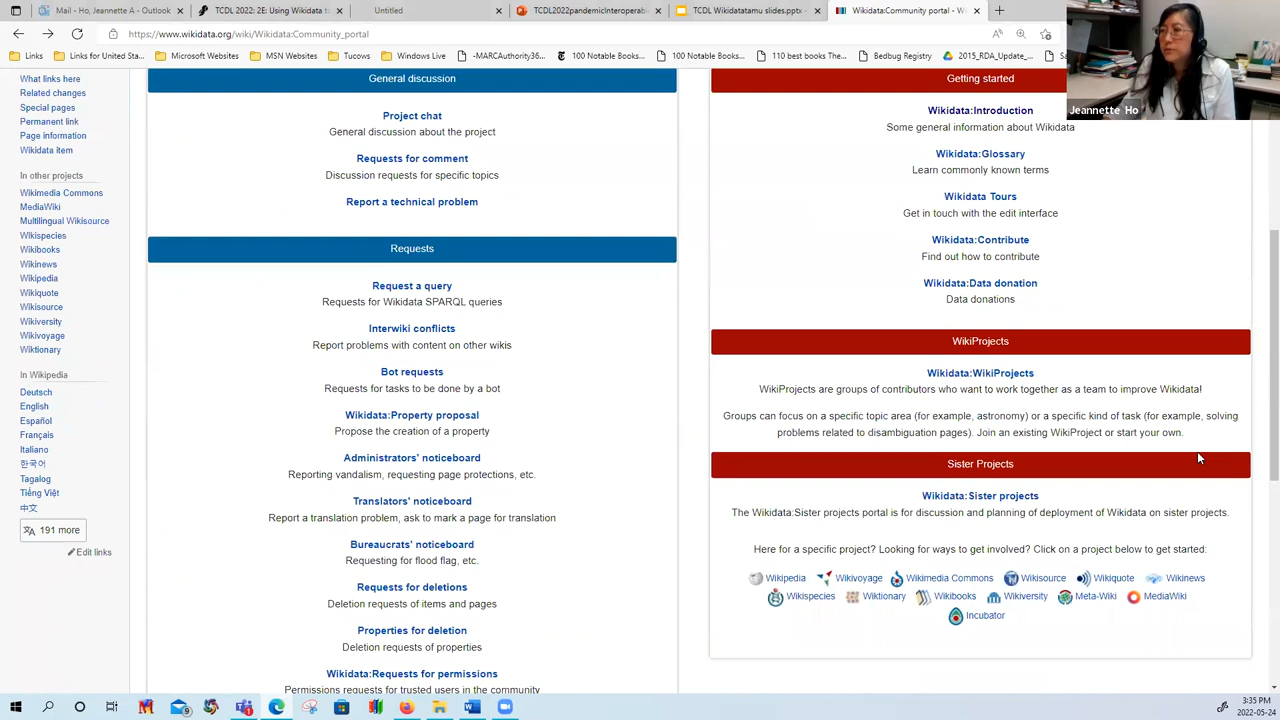 Mail - Ho, Jeannette A - Outlook
TCDL 2022: 2E: Using Wikidata t
Untitled
TCDL2022pandemicInteroperab
TCDL Widatatamu slides.pptx -
Wikidata:Community portal - W
https://www.wikidata.org/wiki/Wikidata:Community_portal
Links
Links for United Sta...
Microsoft Websites
MSN Websites
Tucows
Windows Live
-MARCAuthority36...
100 Notable Books...
100 Notable Books...
110 best books The...
Bedbug Registry
2015_RDA_Update_...
Jeannette Ho
What links here
Related changes
Special pages
Permanent link
Page information
Wikidata item
In other projects
Wikimedia Commons
MediaWiki
Multilingual Wikisource
Wikispecies
Wikibooks
Wikinews
Wikipedia
Wikiquote
Wikisource
Wikiversity
Wikivoyage
Wiktionary
In Wikipedia
Deutsch
English
Español
Français
Italiano
한국어
Tagalog
Tiếng Việt
中文
191 more
Edit links
General discussion
Project chat
General discussion about the project
Requests for comment
Discussion requests for specific topics
Report a technical problem
Requests
Request a query
Requests for Wikidata SPARQL queries
Interwiki conflicts
Report problems with content on other wikis
Bot requests
Requests for tasks to be done by a bot
Wikidata:Property proposal
Propose the creation of a property
Administrators' noticeboard
Reporting vandalism, requesting page protections, etc.
Translators' noticeboard
Report a translation problem, ask to mark a page for translation
Bureaucrats' noticeboard
Requesting for flood flag, etc.
Requests for deletions
Deletion requests of items and pages
Properties for deletion
Deletion requests of properties
Wikidata:Requests for permissions
Permissions requests for trusted users in the community
Getting started
Wikidata:Introduction
Some general information about Wikidata
Wikidata:Glossary
Learn commonly known terms
Wikidata Tours
Get in touch with the edit interface
Wikidata:Contribute
Find out how to contribute
Wikidata:Data donation
Data donations
WikiProjects
Wikidata:WikiProjects
WikiProjects are groups of contributors who want to work together as a team to improve Wikidata!
Groups can focus on a specific topic area (for example, astronomy) or a specific kind of task (for example, solving
problems related to disambiguation pages). Join an existing WikiProject or start your own.
Sister Projects
Wikidata:Sister projects
The Wikidata:Sister projects portal is for discussion and planning of deployment of Wikidata on sister projects.
Here for a specific project? Looking for ways to get involved? Click on a project below to get started:
Wikipedia Wikivoyage Wikimedia Commons Wikisource Wikiquote Wikinews
Wikispecies Wiktionary Wikibooks Wikiversity Meta-Wiki MediaWiki
Incubator
3:35 PM
2022-05-24